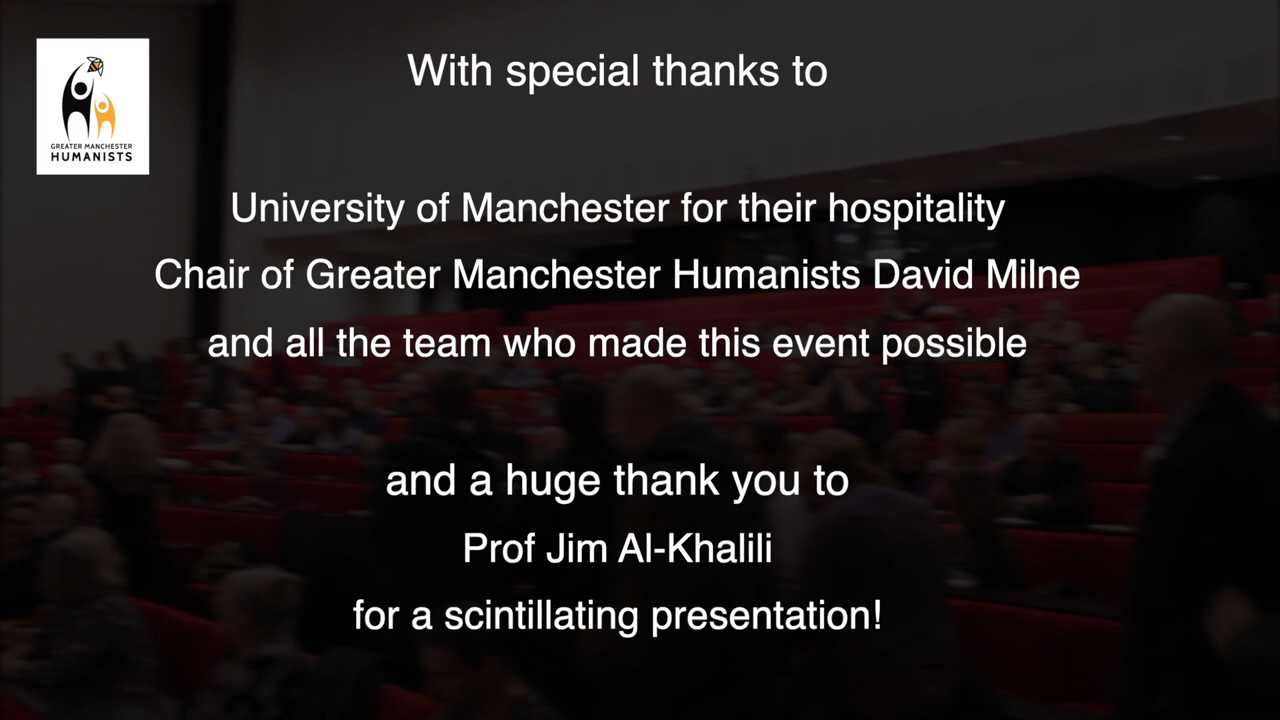 GREATER MANCHESTER
HUMANISTS
With special thanks to
University of Manchester for their hospitality
Chair of Greater Manchester Humanists David Milne
and all the team who made this event possible
and a huge thank you to
Prof Jim Al-Khalili
for a scintillating presentation!